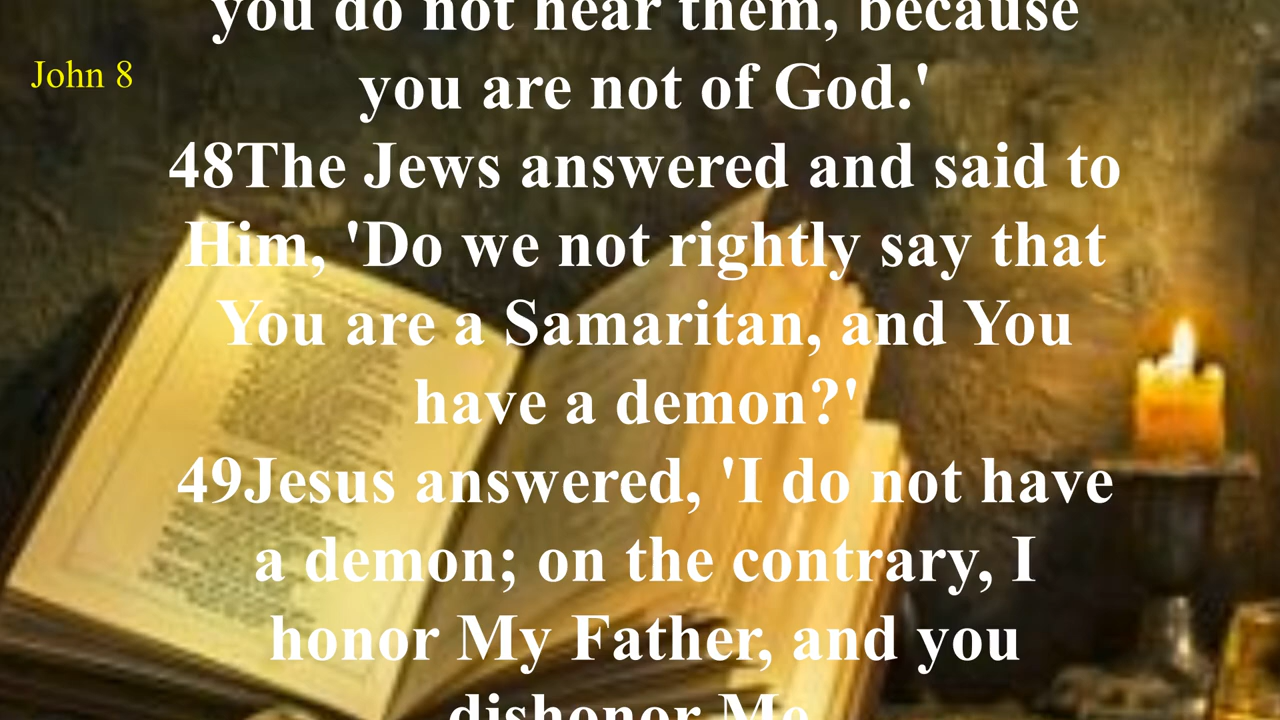 you do not hear them, because
John 8
you are not of God.'
48The Jews answered and said to
Him, 'Do we not rightly say that
You are a Samaritan, and You
have a demon?'
49Jesus answered, 'I do not have
a demon; on the contrary, I
honor My Father, and you
dishonor Me.